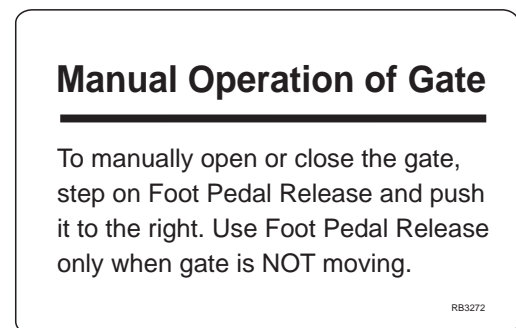 Manual Operation of Gate
To manually open or close the gate,
step on Foot Pedal Release and push
it to the right. Use Foot Pedal Release
only when gate is NOT moving.
RB3272